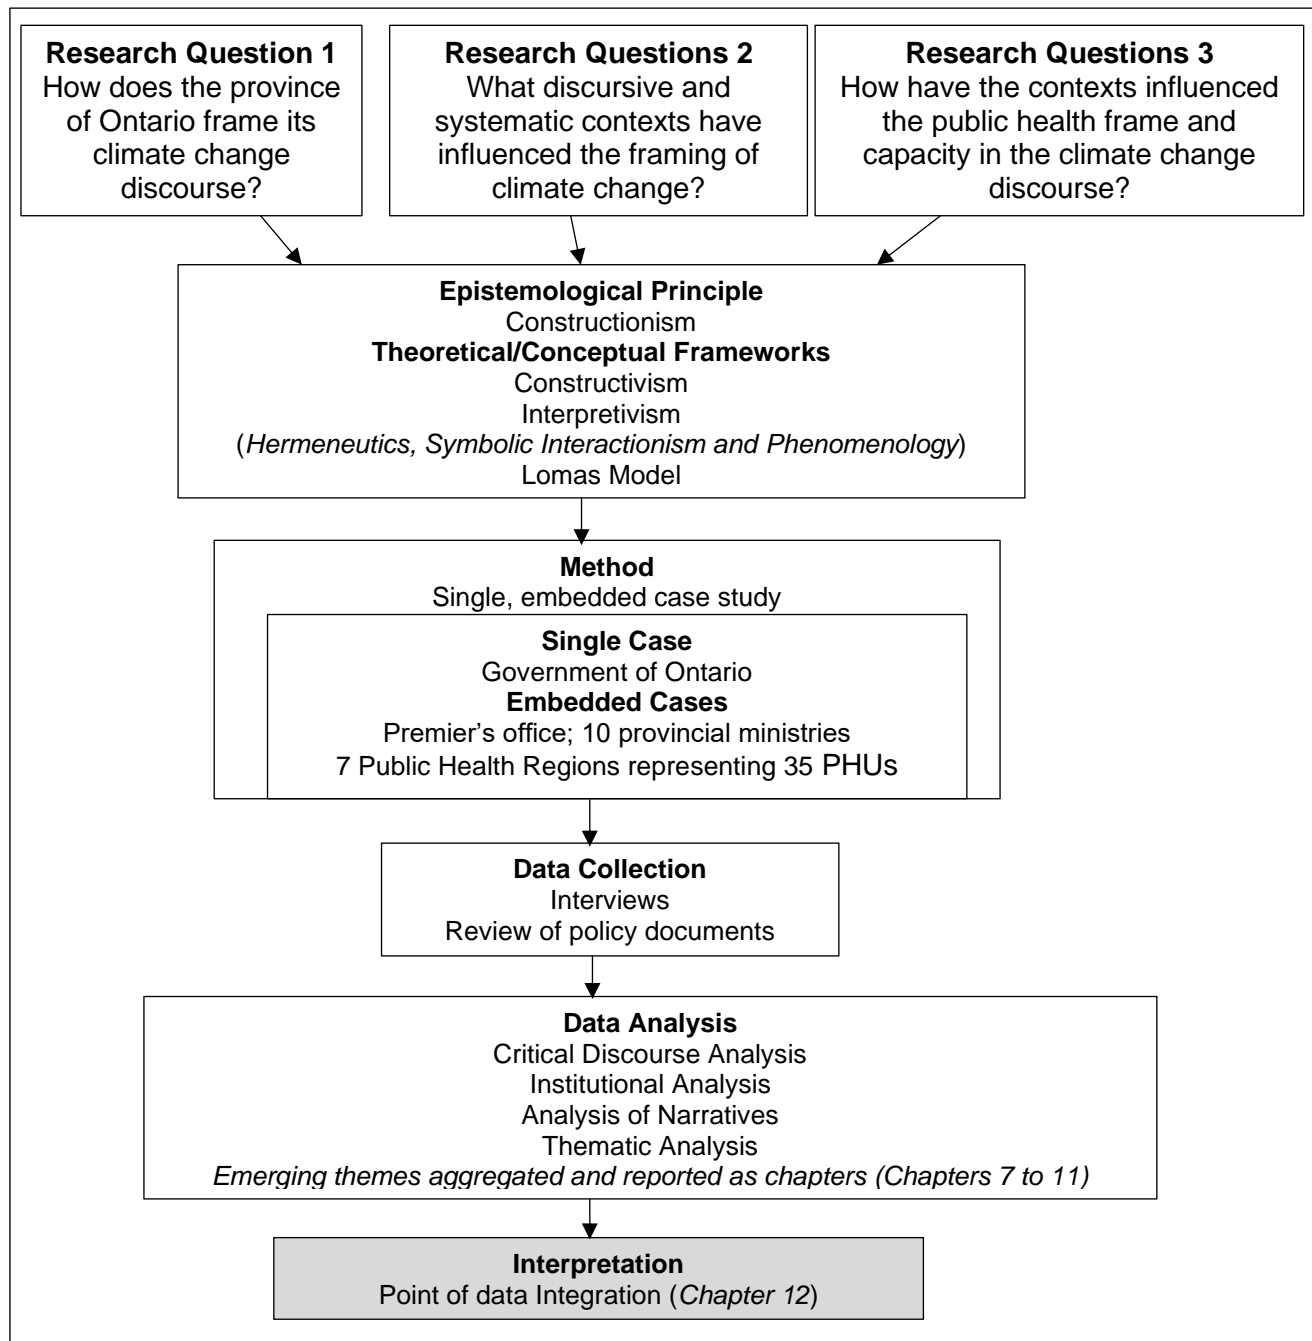 Research Question 1
How does the province
of Ontario frame its
climate change
discourse?
Research Questions 2
What discursive and
systematic contexts have
influenced the framing of
climate change?
Research Questions 3
How have the contexts influenced
the public health frame and
capacity in the climate change
discourse?
Epistemological Principle
Constructionism
Theoretical/Conceptual Frameworks
Constructivism
Interpretivism
(Hermeneutics, Symbolic Interactionism and Phenomenology)
Lomas Model
Method
Single, embedded case study
Single Case
Government of Ontario
Embedded Cases
Premier’s office; 10 provincial ministries
7 Public Health Regions representing 35 PHUs
Data Collection
Interviews
Review of policy documents
Data Analysis
Critical Discourse Analysis
Institutional Analysis
Analysis of Narratives
Thematic Analysis
Emerging themes aggregated and reported as chapters (Chapters 7 to 11)
Interpretation
Point of data Integration (Chapter 12)